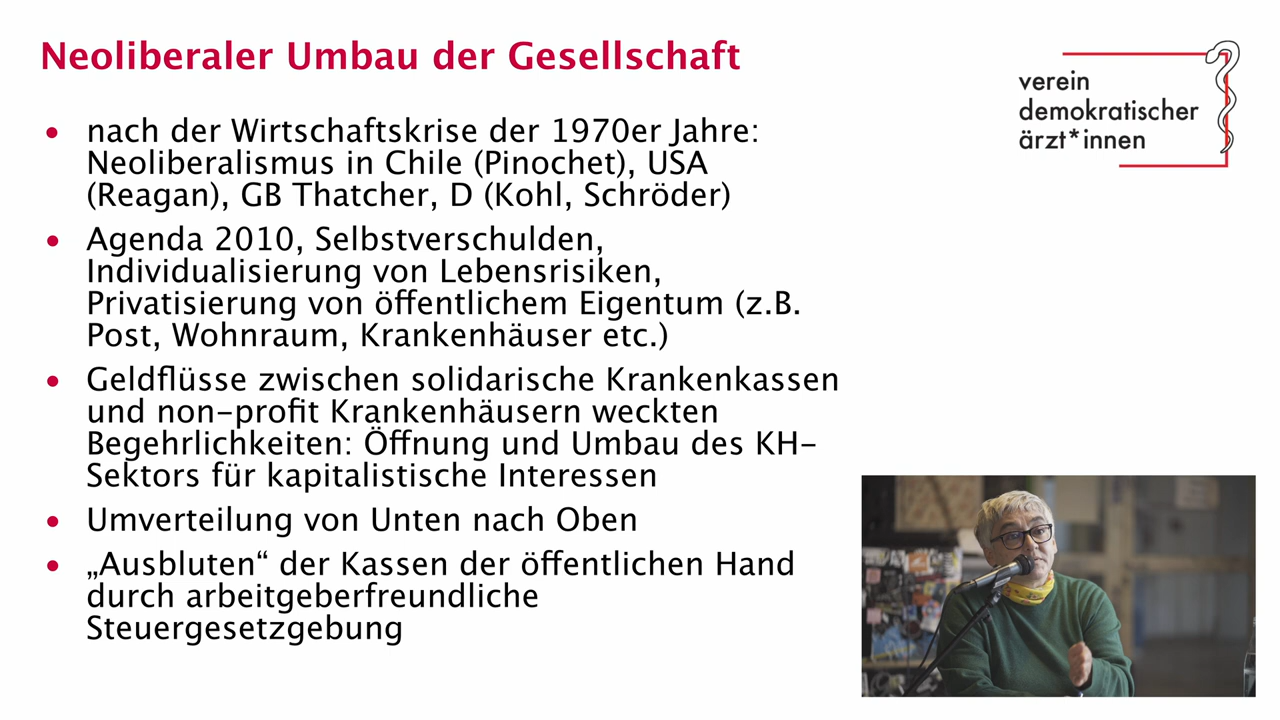 Neoliberaler Umbau der Gesellschaft
verein
demokratischer
ärzt*innen
• nach der Wirtschaftskrise der 1970er Jahre:
Neoliberalismus in Chile (Pinochet), USA
(Reagan), GB Thatcher, D (Kohl, Schröder)
• Agenda 2010, Selbstverschulden,
Individualisierung von Lebensrisiken,
Privatisierung von öffentlichem Eigentum (z.B.
Post, Wohnraum, Krankenhäuser etc.)
• Geldflüsse zwischen solidarische Krankenkassen
und non-profit Krankenhäusern weckten
Begehrlichkeiten: Öffnung und Umbau des KH-
Sektors für kapitalistische Interessen
• Umverteilung von Unten nach Oben
• „Ausbluten“ der Kassen der öffentlichen Hand
durch arbeitgeberfreundliche
Steuergesetzgebung